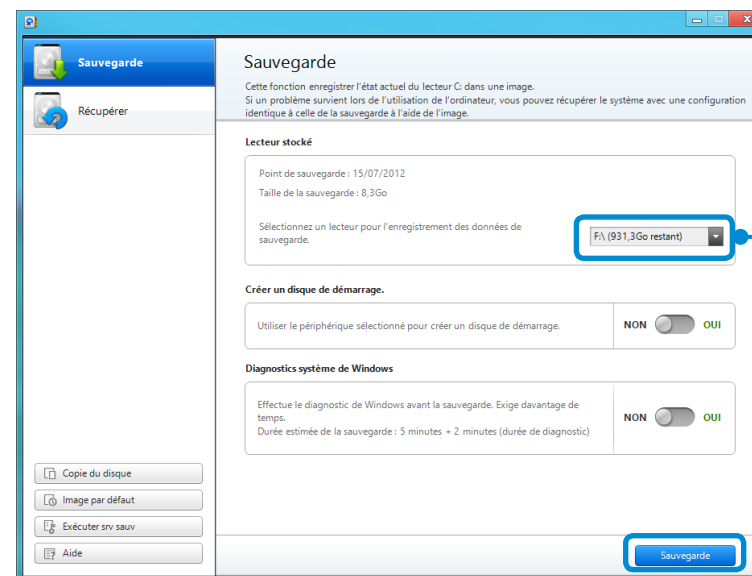 Sauvegarde
Récupérer
Copie du disque
Image par défaut
Exécuter srv sauv
Aide
Sauvegarde
Cette fonction enregistrer l'état actuel du lecteur C: dans une image.
Si un problème survient lors de l'utilisation de l'ordinateur, vous pouvez récupérer le système avec une configuration
identique à celle de la sauvegarde à l'aide de l'image.
Lecteur stocké
Point de sauvegarde : 15/07/2012
Taille de la sauvegarde : 8,3Go
Sélectionnez un lecteur pour l'enregistrement des données de
sauvegarde.
F:\ (931,3Go restant)
Créer un disque de démarrage.
Utiliser le périphérique sélectionné pour créer un disque de démarrage.
NON OUI
Diagnostics système de Windows
Effectue le diagnostic de Windows avant la sauvegarde. Exige davantage de
temps.
Durée estimée de la sauvegarde : 5 minutes + 2 minutes (durée de diagnostic)
NON OUI
Sauvegarde